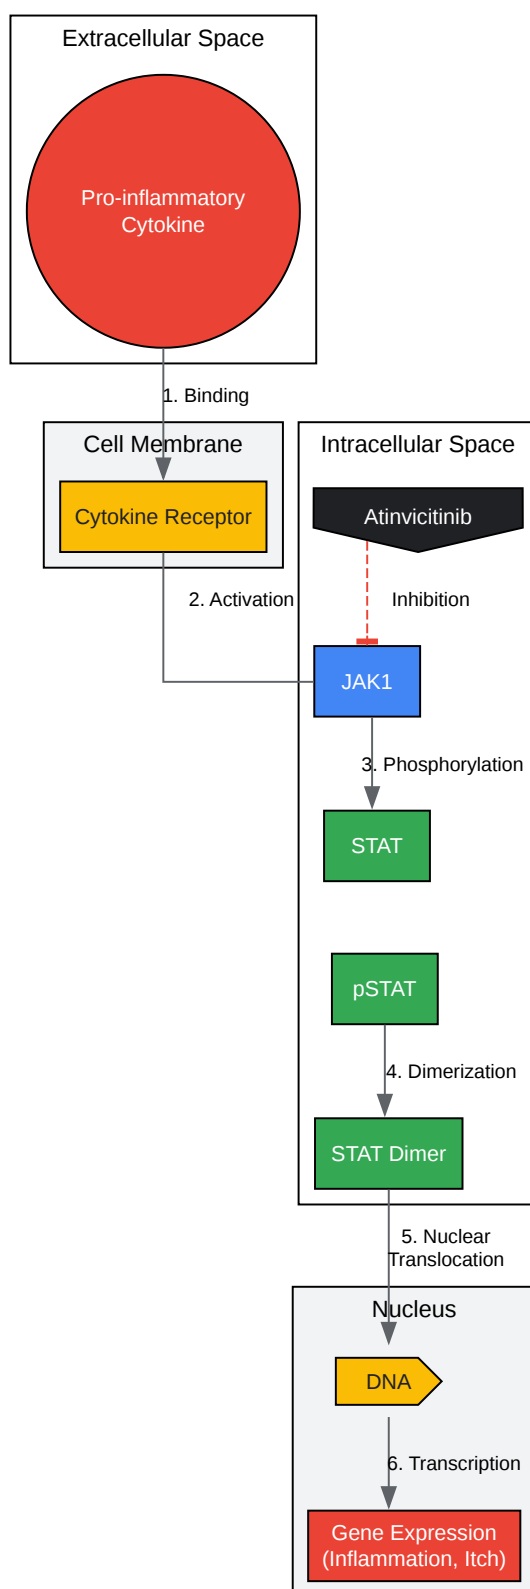 Extracellular Space
Pro-inflammatory
Cytokine
1. Binding
Cell Membrane
Cytokine Receptor
Intracellular Space
Atinvicitinib
2. Activation
Inhibition
JAK1
3. Phosphorylation
STAT
pSTAT
4. Dimerization
STAT Dimer
5. Nuclear
Translocation
Nucleus
DNA
6. Transcription
Gene Expression
(Inflammation, Itch)